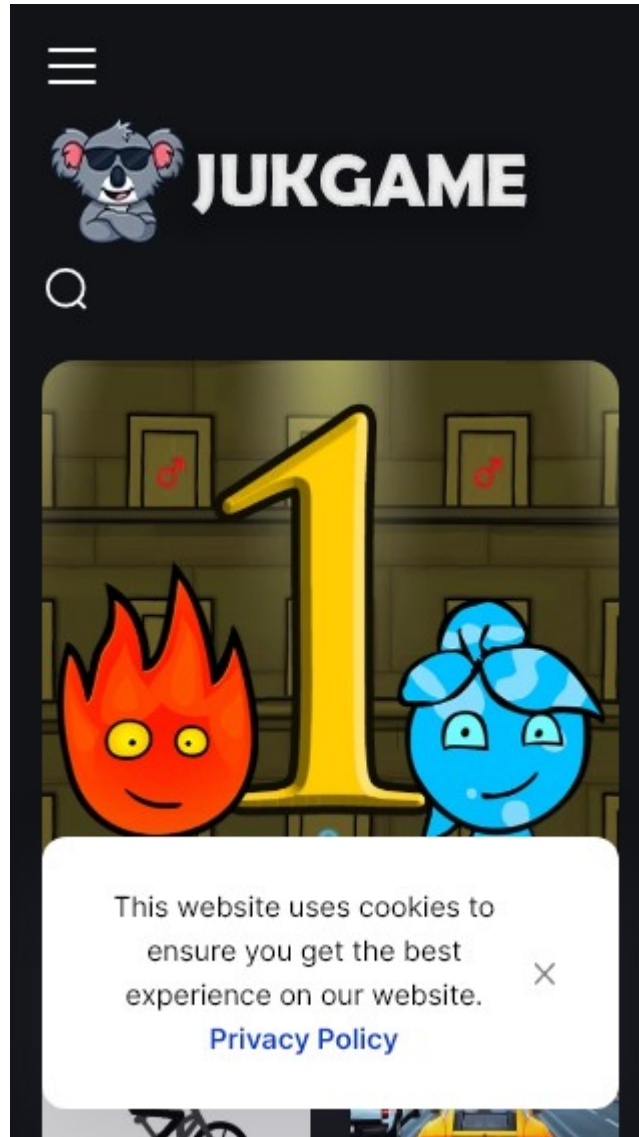 JUKGAME
1
This website uses cookies to
ensure you get the best
experience on our website.
Privacy Policy